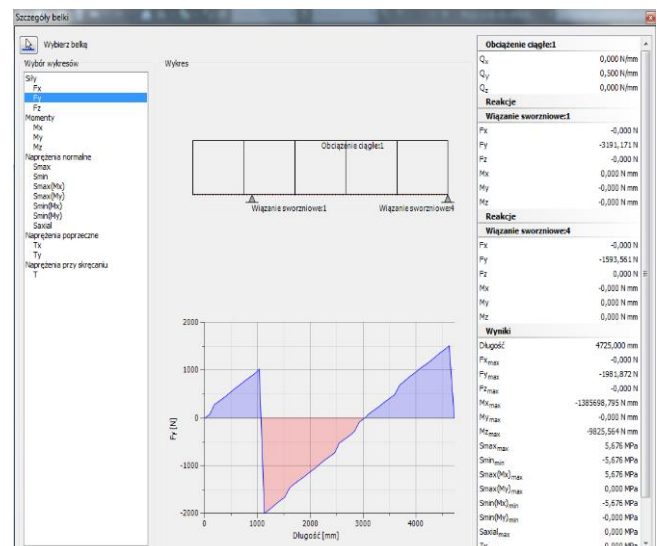 Szczegóły belki
Wybierz belkę
Wybór wykresów
Siły
Fx
Fy
Fz
Momenty
Mx
My
Mz
Naprężenia normalne
Smax
Smin
Smax(Mx)
Smax(My)
Smin(Mx)
Smin(My)
Saxial
Naprężenia poprzeczne
Tx
Ty
Naprężenia przy skręcaniu
T
Wykres
Obciążenie ciągłe:1
Wiązanie sworzniowe:1
Wiązanie sworzniowe:4
2000
1000
0
-1000
-2000
Fy [N]
0 1000 2000 3000 4000
Długość [mm]
Obciążenie ciągłe:1
Qx 0,000 N/mm
Qy 0,500 N/mm
Qz 0,000 N/mm
Reakcje
Wiązanie sworzniowe:1
Fx -0,000 N
Fy -3191,171 N
Fz -0,000 N
Mx 0,000 N mm
My -0,000 N mm
Mz -0,000 N mm
Reakcje
Wiązanie sworzniowe:4
Fx -0,000 N
Fy -1593,561 N
Fz 0,000 N
Mx -0,000 N mm
My 0,000 N mm
Mz 0,000 N mm
Wyniki
Długość 4725,000 mm
Fxmax -0,000 N
Fymax -1981,872 N
Fzmax -0,000 N
Mxmax -1385698,795 N mm
Mymax -0,000 N mm
Mzmax -9825,564 N mm
Smaxmax 5,676 MPa
Sminmin -5,676 MPa
Smax(Mx)max 5,676 MPa
Smax(My)max 0,000 MPa
Smin(Mx)min -5,676 MPa
Smin(My)min -0,000 MPa
Saxialmax 0,000 MPa
Tx 0,000 MPa